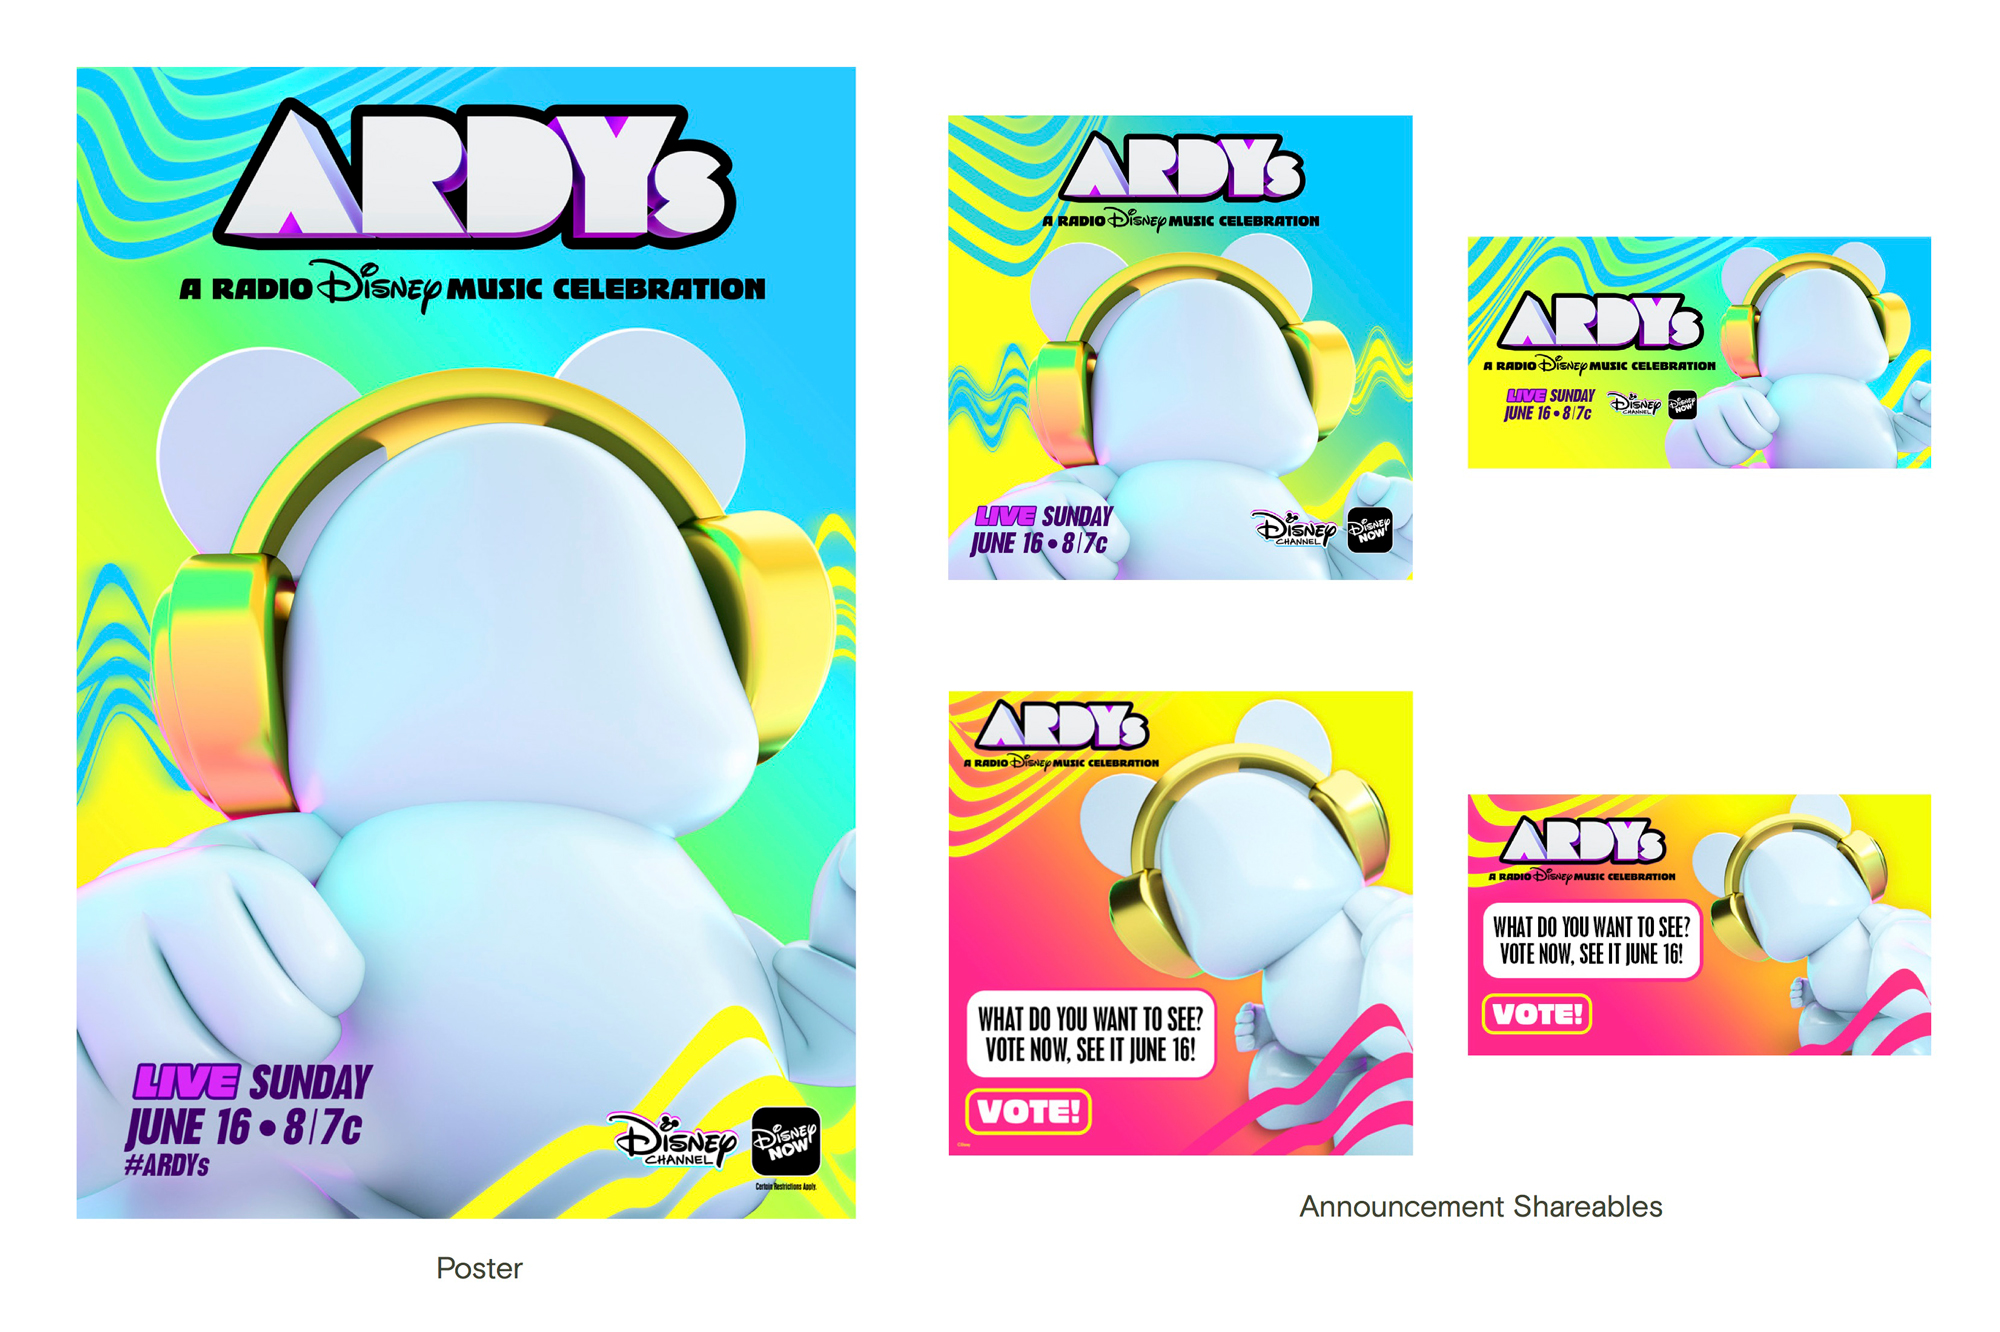 ARDYs
A RADIO Disney MUSIC CELEBRATION
LIVE SUNDAY
JUNE 16 • 8|7c
#ARDYs
Disney
CHANNEL
Disney
NOW
Certain Restrictions Apply.
Poster
ARDYs
A RADIO Disney MUSIC CELEBRATION
LIVE SUNDAY
JUNE 16 • 8|7c
Disney
CHANNEL
Disney
NOW
ARDYs
A RADIO Disney MUSIC CELEBRATION
LIVE SUNDAY
JUNE 16 • 8|7c
Disney
CHANNEL
Disney
NOW
ARDYs
A RADIO Disney MUSIC CELEBRATION
WHAT DO YOU WANT TO SEE?
VOTE NOW, SEE IT JUNE 16!
VOTE!
©Disney
ARDYs
A RADIO Disney MUSIC CELEBRATION
WHAT DO YOU WANT TO SEE?
VOTE NOW, SEE IT JUNE 16!
VOTE!
Announcement Shareables